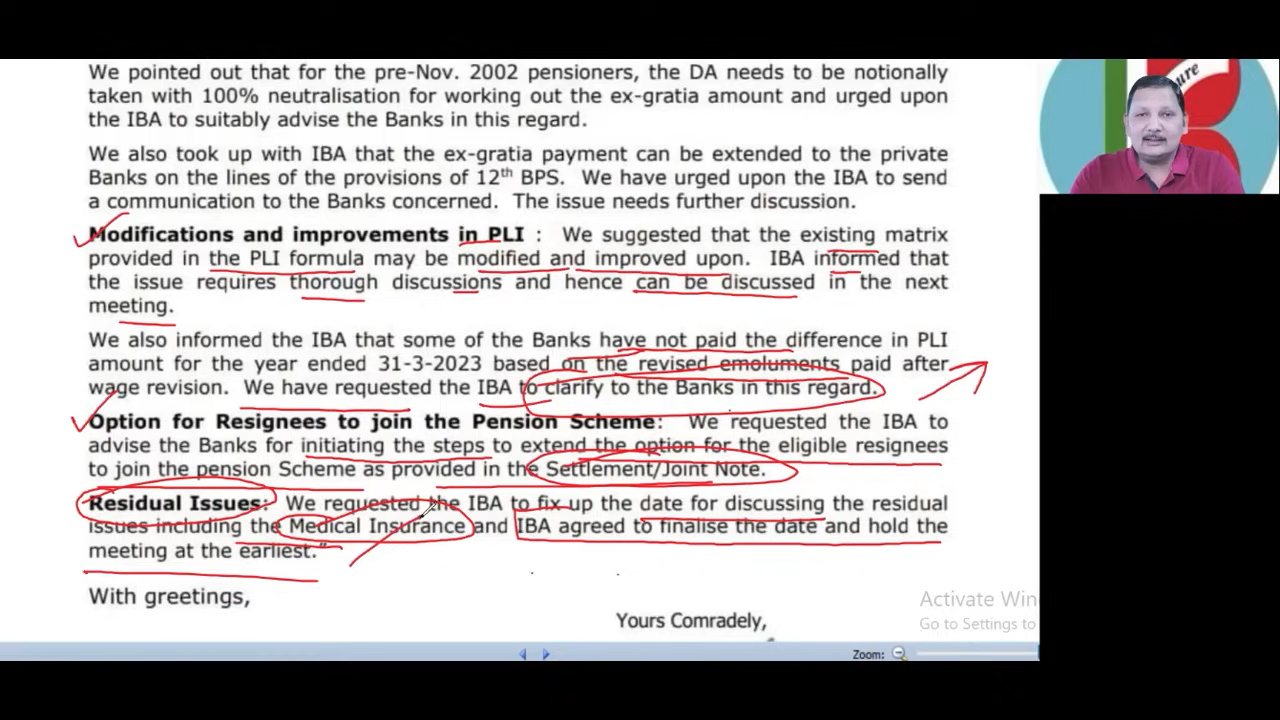 We pointed out that for the pre-Nov. 2002 pensioners, the DA needs to be notionally
taken with 100% neutralisation for working out the ex-gratia amount and urged upon
the IBA to suitably advise the Banks in this regard.
We also took up with IBA that the ex-gratia payment can be extended to the private
Banks on the lines of the provisions of 12th BPS. We have urged upon the IBA to send
a communication to the Banks concerned. The issue needs further discussion.
Modifications and improvements in PLI : We suggested that the existing matrix
provided in the PLI formula may be modified and improved upon. IBA informed that
the issue requires thorough discussions and hence can be discussed in the next
meeting.
We also informed the IBA that some of the Banks have not paid the difference in PLI
amount for the year ended 31-3-2023 based on the revised emoluments paid after
wage revision. We have requested the IBA to clarify to the Banks in this regard.
Option for Resignees to join the Pension Scheme: We requested the IBA to
advise the Banks for initiating the steps to extend the option for the eligible resignees
to join the pension Scheme as provided in the Settlement/Joint Note.
Residual Issues: We requested the IBA to fix up the date for discussing the residual
issues including the Medical Insurance and IBA agreed to finalise the date and hold the
meeting at the earliest."
With greetings,
Yours Comradely,
ure
Activate Win
Go to Settings to
Zoom: